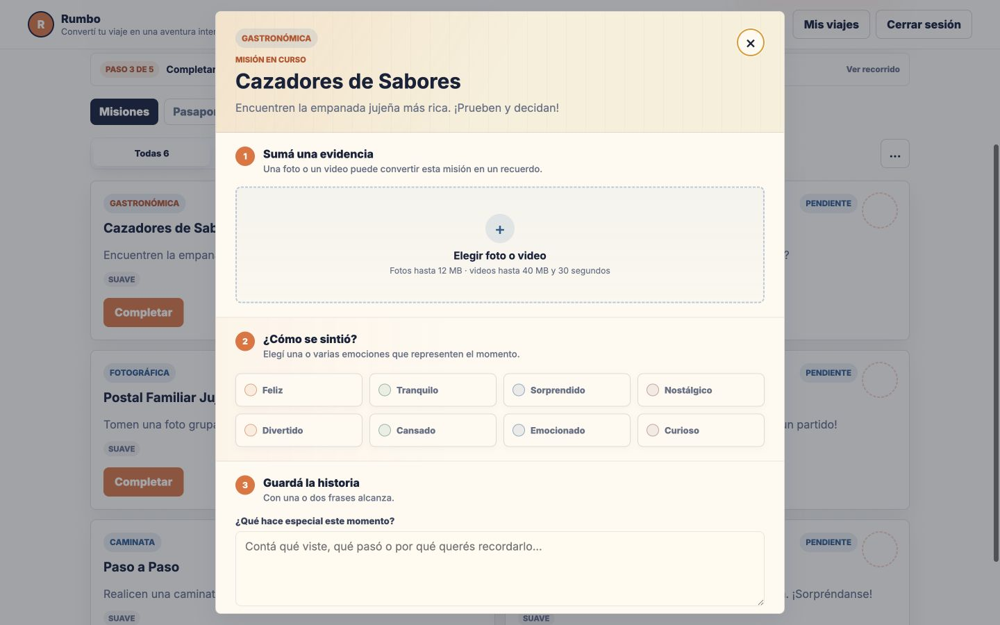 R
Rumbo
Convertí tu viaje en una aventura
Mis viajes
Cerrar sesión
PASO 3 DE 5
Completar
Ver recorrido
Misiones
Todas 6
...
GASTRONÓMICA
Cazadores de
Encuentren la
SUAVE
Completar
PENDIENTE
?
FOTOGRÁFICA
Postal Familiar
Tomen una foto
SUAVE
Completar
PENDIENTE
un partido!
CAMINATA
Paso a Paso
Realicen una
SUAVE
PENDIENTE
¡Sorpréndanse!
SUAVE
GASTRONÓMICA
MISIÓN EN CURSO
Cazadores de Sabores
Encuentren la empanada jujeña más rica. ¡Prueben y decidan!
×
1
Sumá una evidencia
Una foto o un video puede convertir esta misión en un recuerdo.
+
Elegir foto o video
Fotos hasta 12 MB · videos hasta 40 MB y 30 segundos
2
¿Cómo se sintió?
Elegí una o varias emociones que representen el momento.
Feliz
Tranquilo
Sorprendido
Nostálgico
Divertido
Cansado
Emocionado
Curioso
3
Guardá la historia
Con una o dos frases alcanza.
¿Qué hace especial este momento?
Contá qué viste, qué pasó o por qué querés recordarlo...